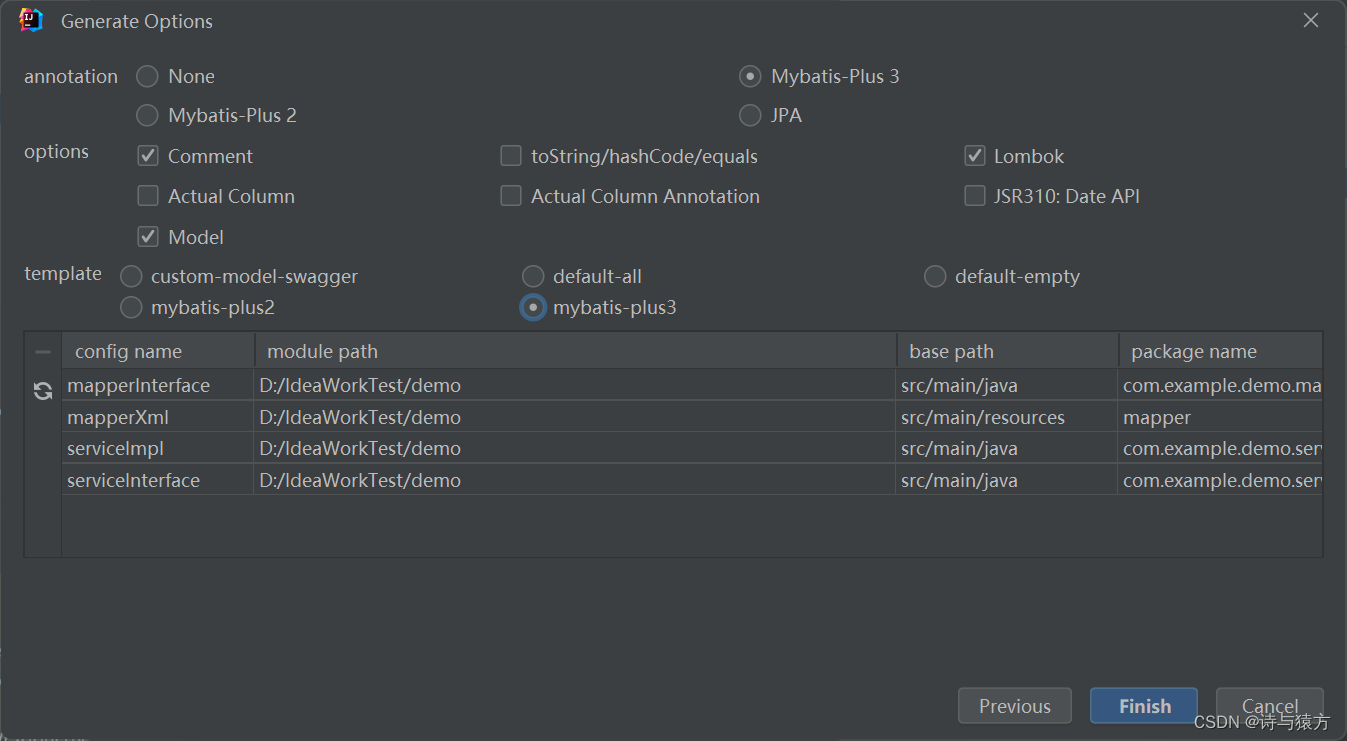 Generate Options
annotation None Mybatis-Plus 3
Mybatis-Plus 2 JPA
options Comment toString/hashCode/equals Lombok
Actual Column Actual Column Annotation JSR310: Date API
Model
template custom-model-swagger default-all default-empty
mybatis-plus2 mybatis-plus3
config name module path base path package name
mapperInterface D:/IdeaWorkTest/demo src/main/java com.example.demo.ma
mapperXml D:/IdeaWorkTest/demo src/main/resources mapper
serviceImpl D:/IdeaWorkTest/demo src/main/java com.example.demo.ser
serviceInterface D:/IdeaWorkTest/demo src/main/java com.example.demo.ser
Previous Finish Cancel
CSDN @诗与猿方